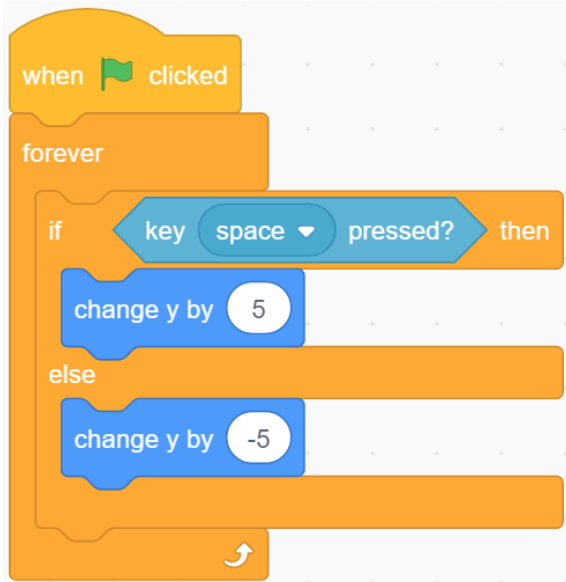 when clicked
forever
if key space pressed? then
change y by 5
else
change y by -5